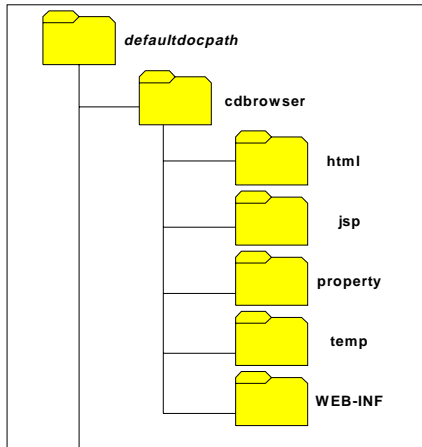 defaultdocpath
cdbrowser
html
jsp
property
temp
WEB-INF